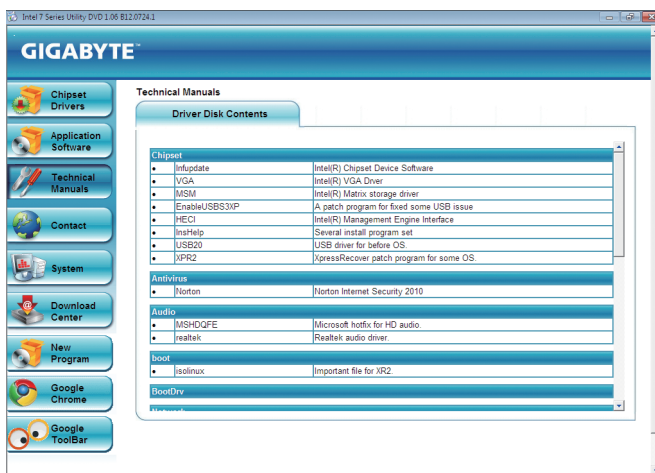 Intel 7 Series Utility DVD 1.06 B12.0724.1
GIGABYTE™
Chipset
Drivers
Application
Software
Technical
Manuals
Contact
System
Download
Center
New
Program
Google
Chrome
Google
ToolBar
Technical Manuals
Driver Disk Contents
Chipset
• Infupdate Intel(R) Chipset Device Software
• VGA Intel(R) VGA Drver
• MSM Intel(R) Matrix storage driver
• EnableUSBS3XP A patch program for fixed some USB issue
• HECI Intel(R) Management Engine Interface
• InsHelp Several install program set
• USB20 USB driver for before OS.
• XPR2 XpressRecover patch program for some OS.
Antivirus
• Norton Norton Internet Security 2010
Audio
• MSHDQFE Microsoft hotfix for HD audio.
• realtek Realtek audio driver.
boot
• isolinux Important file for XR2.
BootDrv